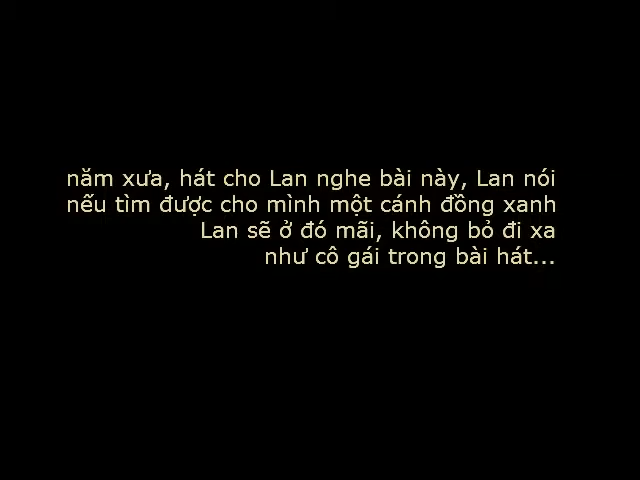 năm xưa, hát cho Lan nghe bài này, Lan nói
nếu tìm được cho mình một cánh đồng xanh
Lan sẽ ở đó mãi, không bỏ đi xa
như cô gái trong bài hát...